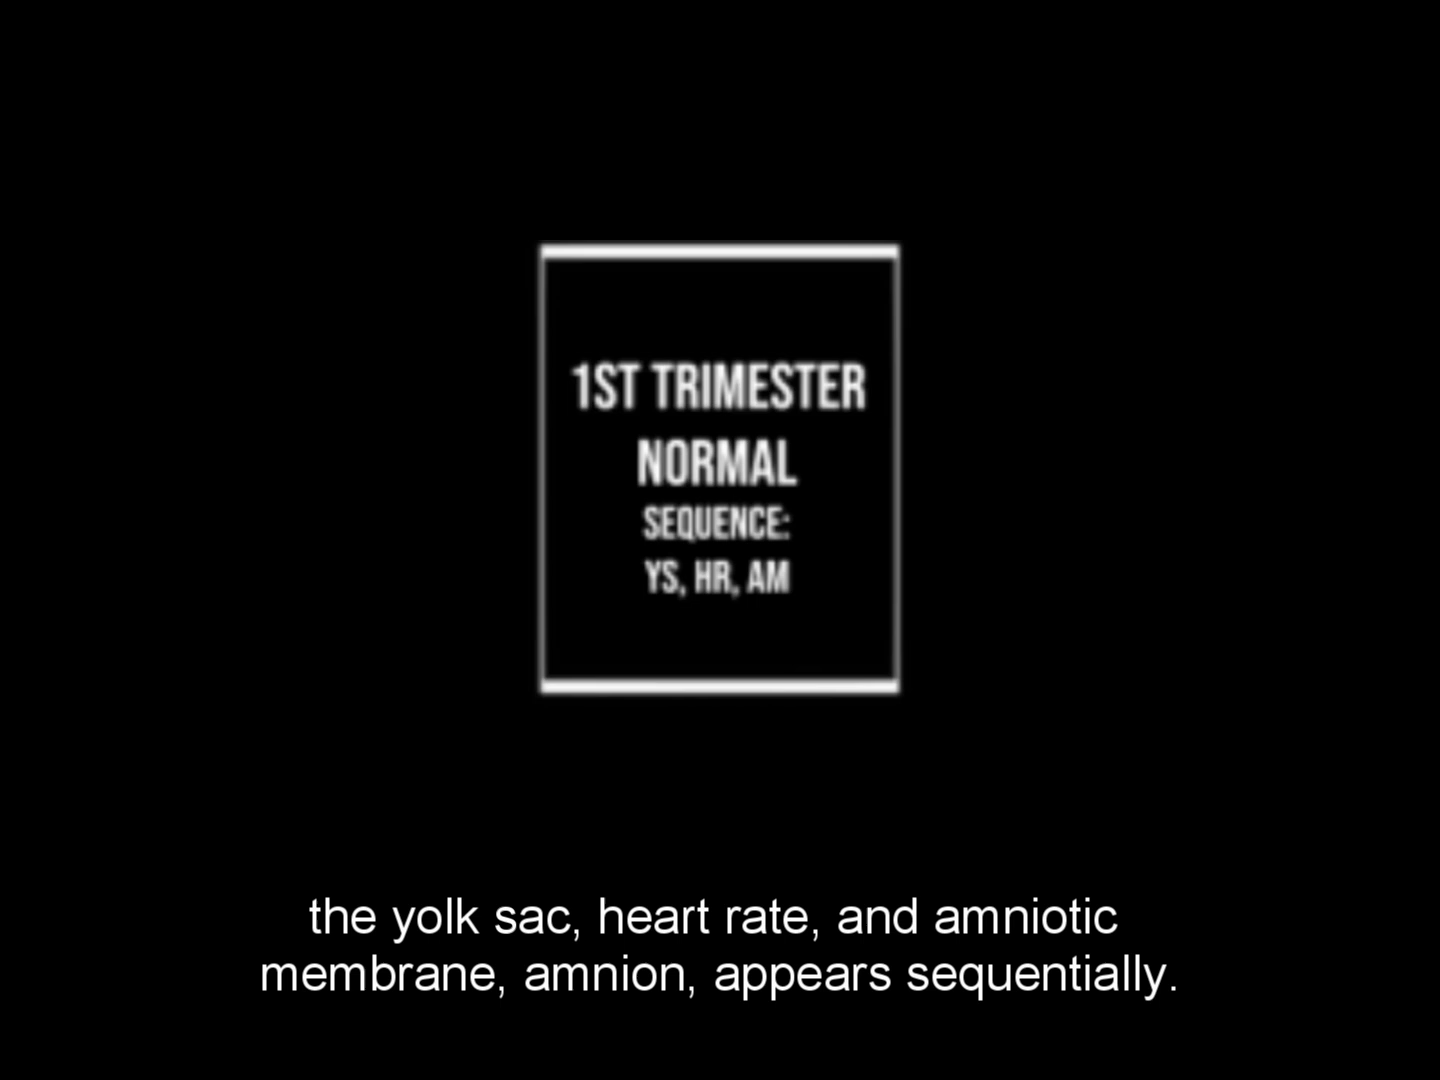 1ST TRIMESTER
NORMAL
SEQUENCE:
YS, HR, AM
the yolk sac, heart rate, and amniotic
membrane, amnion, appears sequentially.